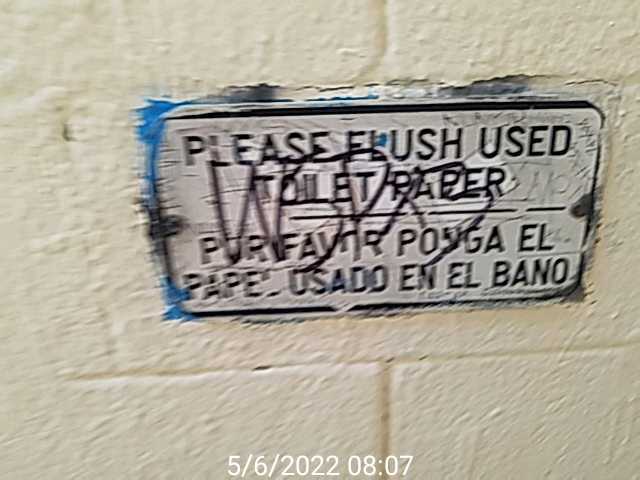 PLEASE FLUSH USED
TOILET PAPER
POR FAVOR PONGA EL
PAPEL USADO EN EL BANO
5/6/2022 08:07